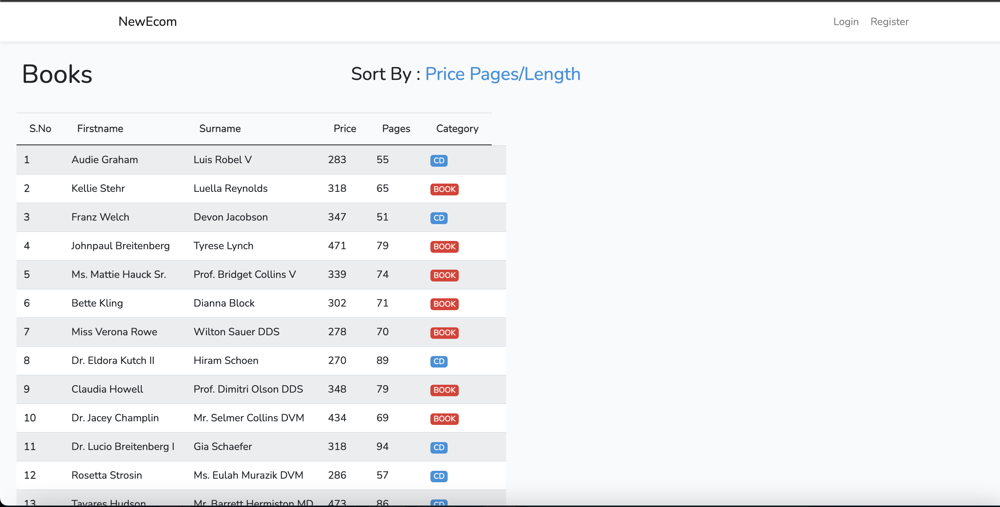 NewEcom Login Register
Books Sort By : Price Pages/Length
S.No Firstname Surname Price Pages Category
1 Audie Graham Luis Robel V 283 55 CD
2 Kellie Stehr Luella Reynolds 318 65 BOOK
3 Franz Welch Devon Jacobson 347 51 CD
4 Johnpaul Breitenberg Tyrese Lynch 471 79 BOOK
5 Ms. Mattie Hauck Sr. Prof. Bridget Collins V 339 74 BOOK
6 Bette Kling Dianna Block 302 71 BOOK
7 Miss Verona Rowe Wilton Sauer DDS 278 70 BOOK
8 Dr. Eldora Kutch II Hiram Schoen 270 89 CD
9 Claudia Howell Prof. Dimitri Olson DDS 348 79 BOOK
10 Dr. Jacey Champlin Mr. Selmer Collins DVM 434 69 BOOK
11 Dr. Lucio Breitenberg I Gia Schaefer 318 94 CD
12 Rosetta Strosin Ms. Eulah Murazik DVM 286 57 CD
13 Tavares Hudson Mr. Barrett Hermiston MD 473 86 CD